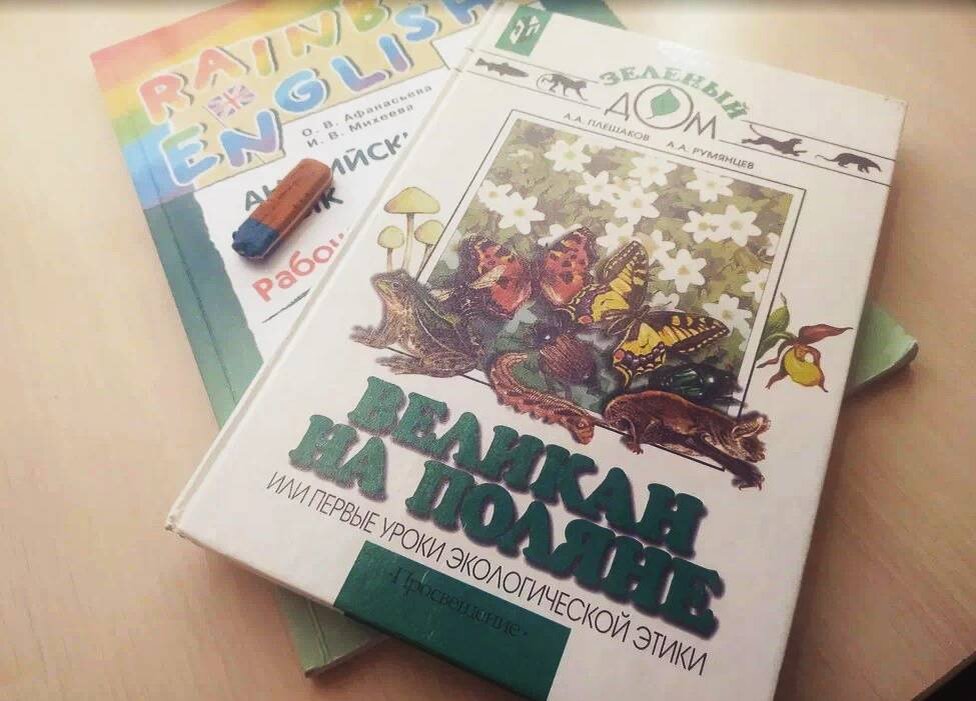 RAINB
ENGLISH
О. В. Афанасьева
И. В. Михеева
Рабо
ЗЕЛЕНЫЙ
ДОМ
А.А. ПЛЕШАКОВ А.А. РУМЯНЦЕВ
ВЕЛИКАН
НА ПОЛЯНЕ
ИЛИ ПЕРВЫЕ УРОКИ ЭКОЛОГИЧЕСКОЙ ЭТИКИ
·Просвещение·